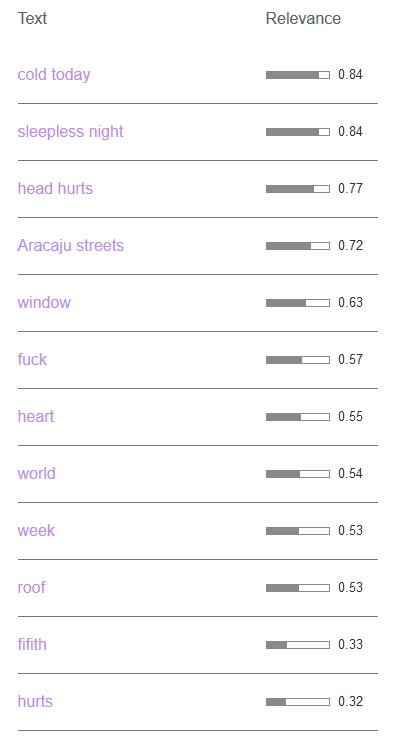 Text Relevance
cold today 0.84
sleepless night 0.84
head hurts 0.77
Aracaju streets 0.72
window 0.63
fuck 0.57
heart 0.55
world 0.54
week 0.53
roof 0.53
fifith 0.33
hurts 0.32